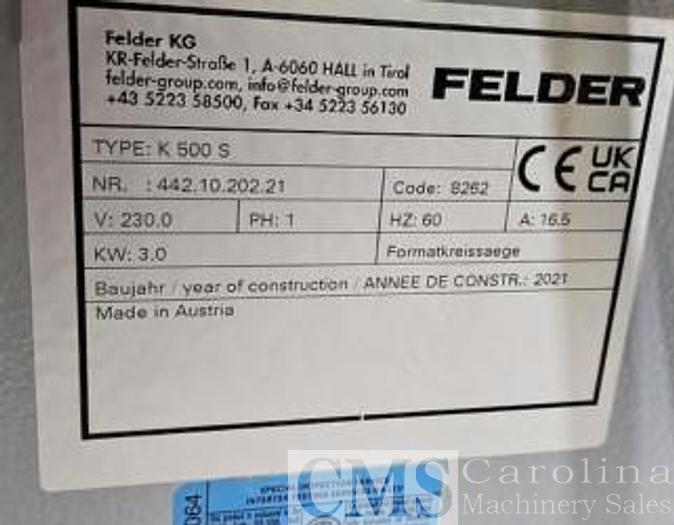 Felder KG
KR-Felder-Straße 1, A-6060 HALL in Tirol
felder-group.com, info@felder-group.com
+43 5223 58500, Fax +34 5223 56130
FELDER
TYPE: K 500 S
NR. : 442.10.202.21
Code: 8262
CE UK CA
V: 230.0
PH: 1
HZ: 60
A: 16.5
KW: 3.0
Formatkreissaege
Baujahr / year of construction / ANNEE DE CONSTR.: 2021
Made in Austria
CMS Carolina
Machinery Sales